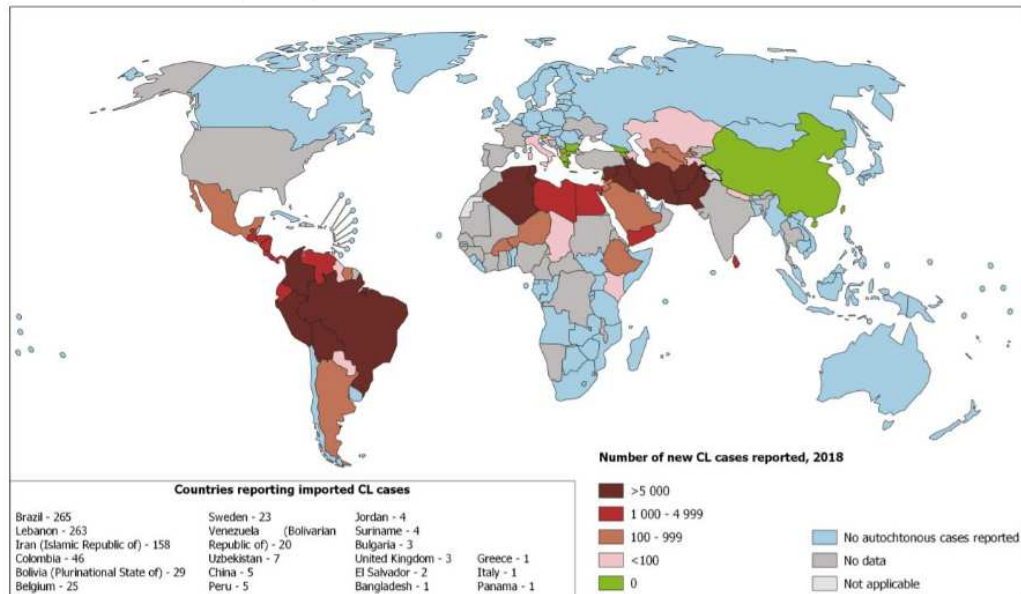 Number of new CL cases reported, 2018
>5 000
1 000 - 4 999
100 - 999
<100
0
No autochtonous cases reported
No data
Not applicable
Countries reporting imported CL cases
Brazil - 265
Lebanon - 263
Iran (Islamic Republic of) - 158
Colombia - 46
Bolivia (Plurinational State of) - 29
Belgium - 25
Sweden - 23
Venezuela (Bolivarian
Republic of) - 20
Uzbekistan - 7
China - 5
Peru - 5
Jordan - 4
Suriname - 4
Bulgaria - 3
United Kingdom - 3
El Salvador - 2
Bangladesh - 1
Greece - 1
Italy - 1
Panama - 1